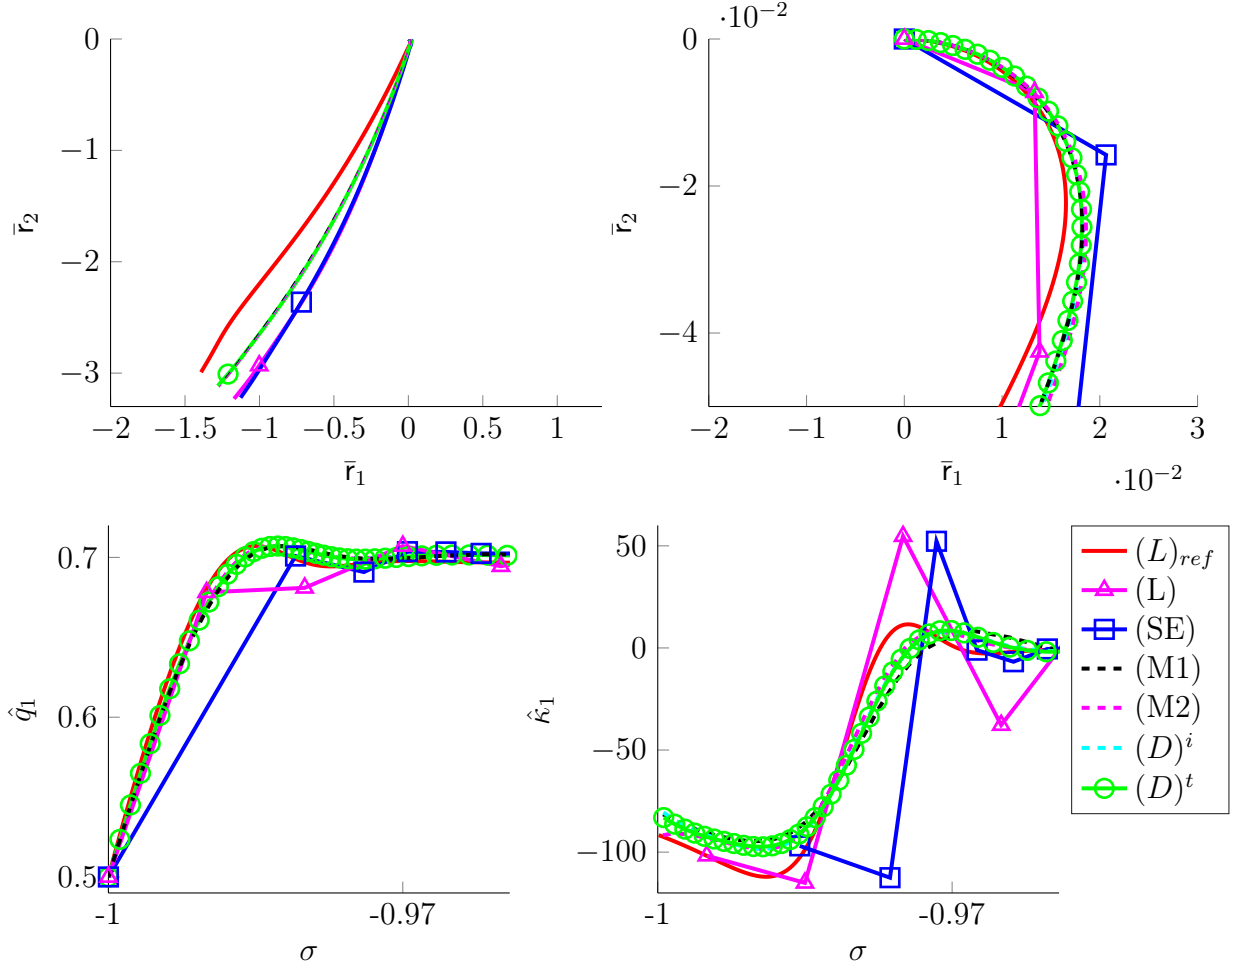 0
−1
−2
−3
−2
−1.5
−1
−0.5
0
0.5
1
r̄₂
r̄₁
·10⁻²
0
−2
−4
−2
−1
0
1
2
3
r̄₂
r̄₁
·10⁻²
0.7
0.6
0.5
-1
-0.97
q̂₁
σ
50
0
−50
−100
-1
-0.97
κ̂₁
σ
(L)ref
(L)
(SE)
(M1)
(M2)
(D)ⁱ
(D)ᵗ